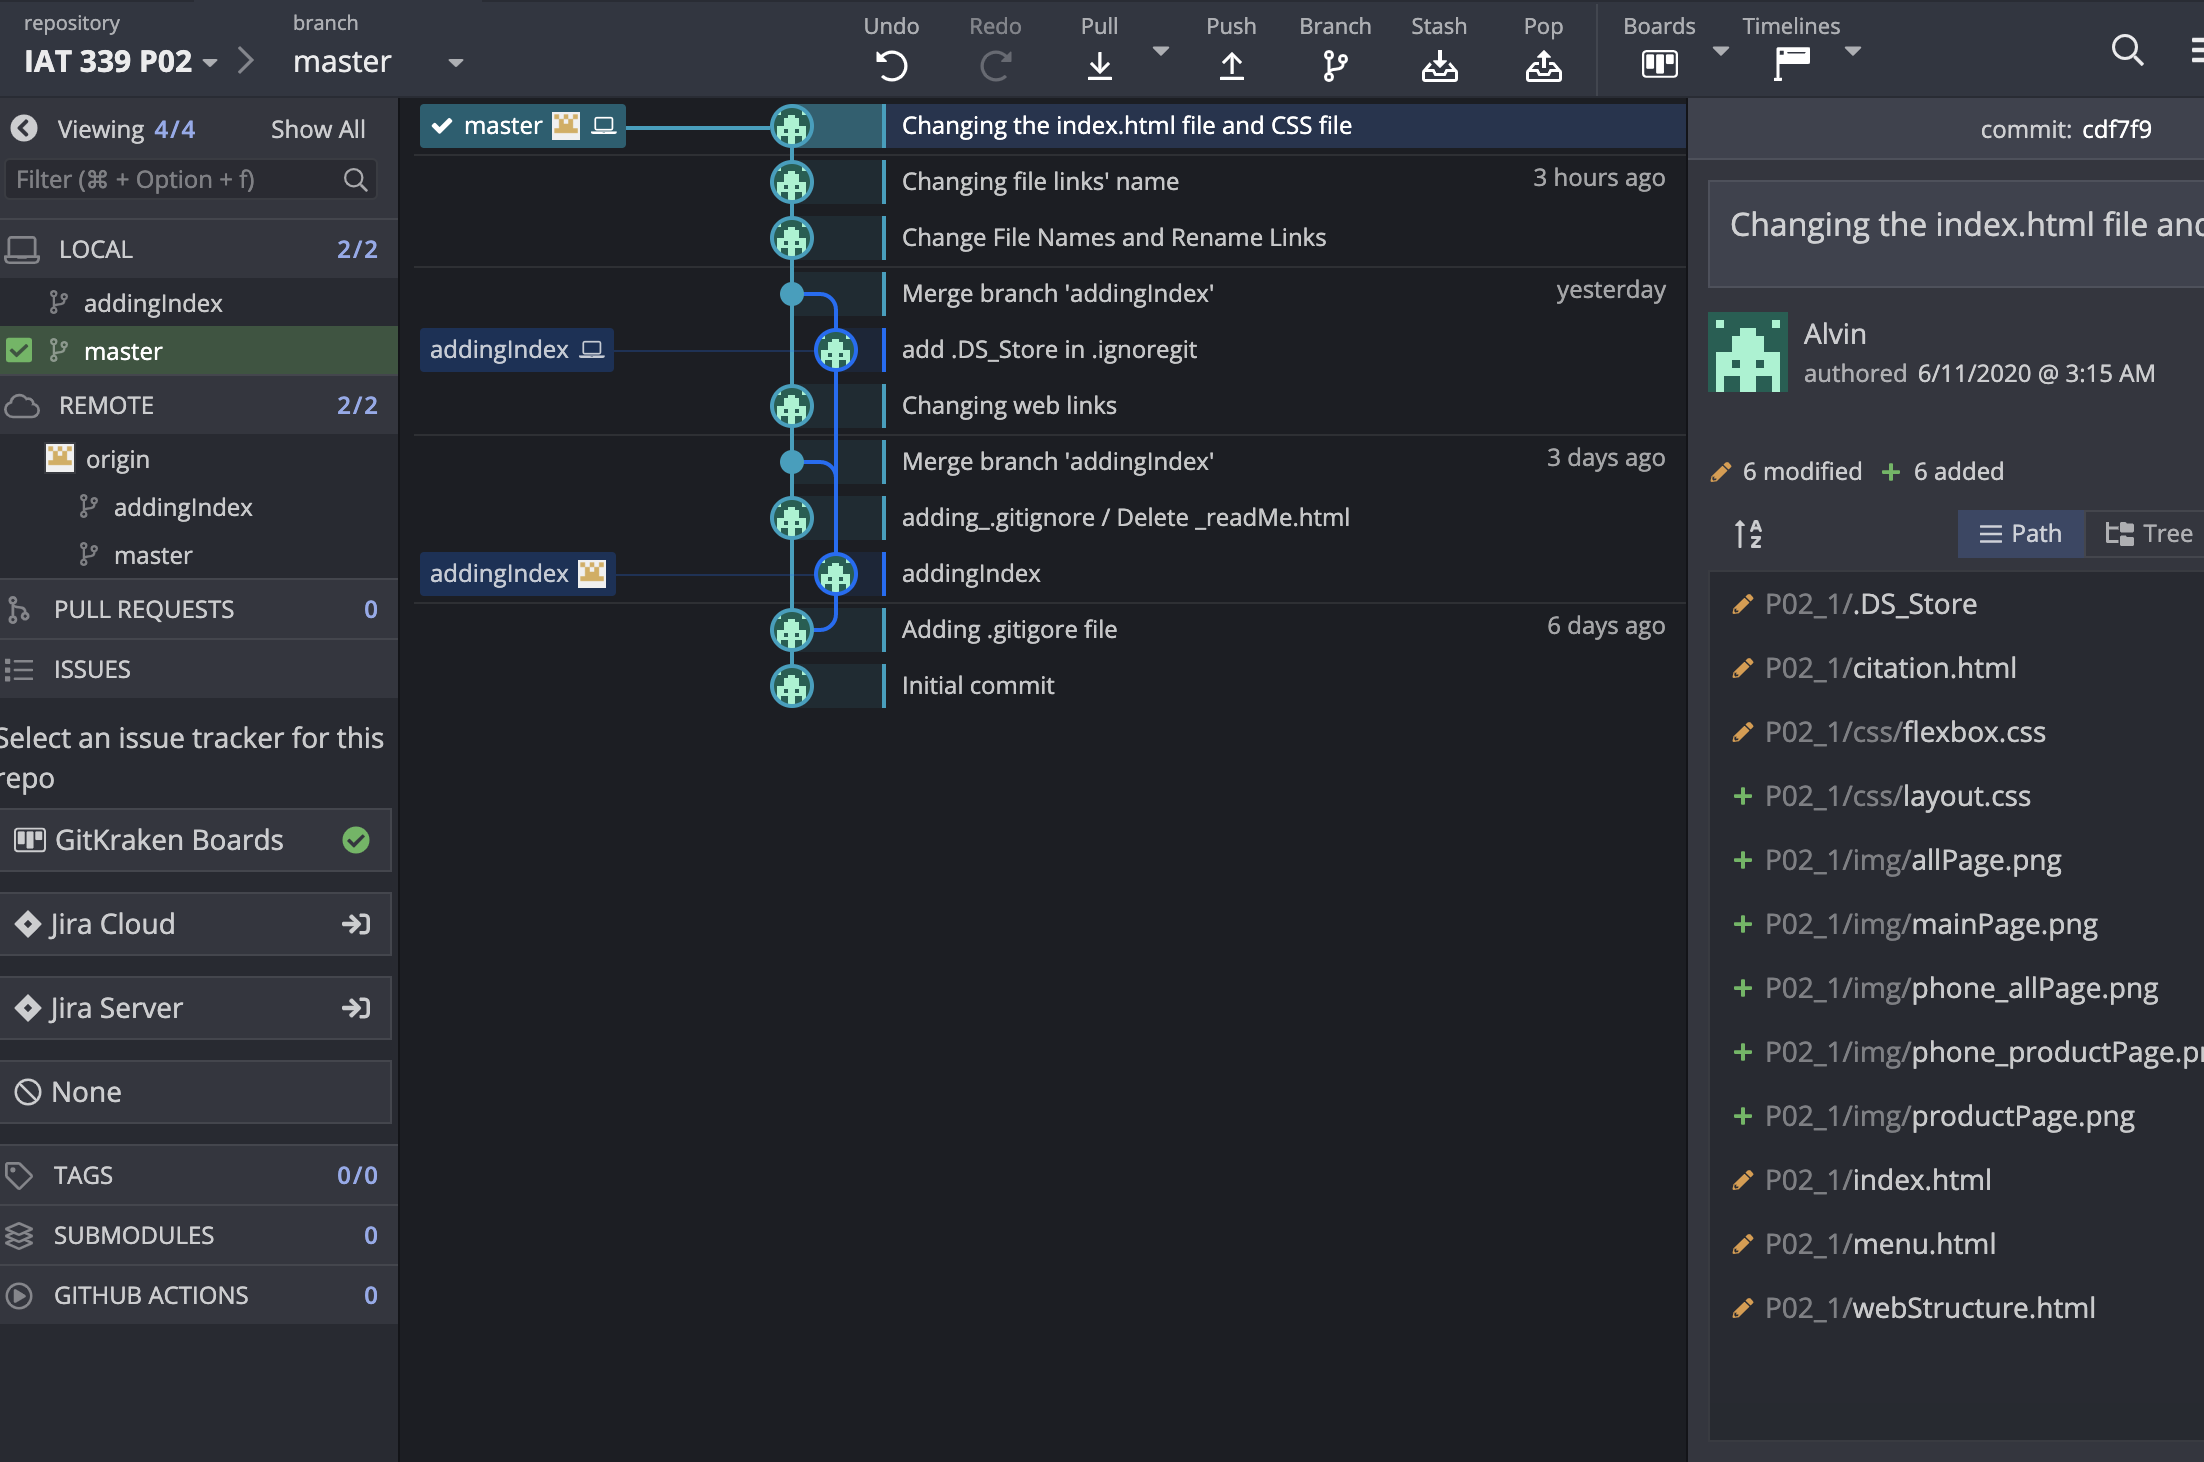 repository
IAT 339 P02
branch
master
Undo
Redo
Pull
Push
Branch
Stash
Pop
Boards
Timelines
Viewing 4/4
Show All
Filter (⌘ + Option + f)
LOCAL 2/2
addingIndex
master
REMOTE 2/2
origin
addingIndex
master
PULL REQUESTS 0
ISSUES
Select an issue tracker for this
repo
GitKraken Boards
Jira Cloud
Jira Server
None
TAGS 0/0
SUBMODULES 0
GITHUB ACTIONS 0
master Changing the index.html file and CSS file
Changing file links' name 3 hours ago
Change File Names and Rename Links
Merge branch 'addingIndex' yesterday
addingIndex add .DS_Store in .ignoregit
Changing web links
Merge branch 'addingIndex' 3 days ago
adding_.gitignore / Delete _readMe.html
addingIndex addingIndex
Adding .gitigore file 6 days ago
Initial commit
commit: cdf7f9
Changing the index.html file and
Alvin
authored 6/11/2020 @ 3:15 AM
6 modified + 6 added
A
Z
Path
Tree
P02_1/.DS_Store
P02_1/citation.html
P02_1/css/flexbox.css
+ P02_1/css/layout.css
+ P02_1/img/allPage.png
+ P02_1/img/mainPage.png
+ P02_1/img/phone_allPage.png
+ P02_1/img/phone_productPage.pn
+ P02_1/img/productPage.png
P02_1/index.html
P02_1/menu.html
P02_1/webStructure.html